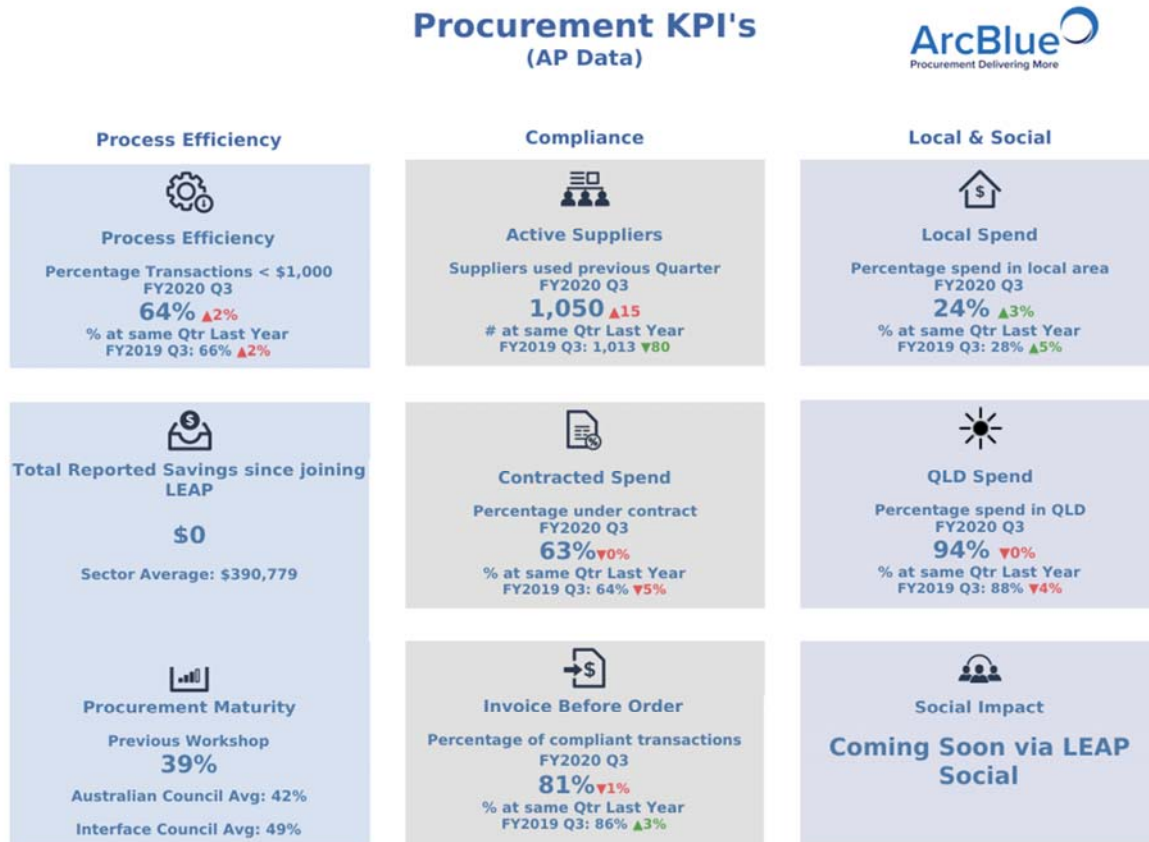 Procurement KPI's
(AP Data)
ArcBlue
Procurement Delivering More
Process Efficiency
Process Efficiency
Percentage Transactions < $1,000
FY2020 Q3
64% ▲2%
% at same Qtr Last Year
FY2019 Q3: 66% ▲2%
Total Reported Savings since joining
LEAP
$0
Sector Average: $390,779
Procurement Maturity
Previous Workshop
39%
Australian Council Avg: 42%
Interface Council Avg: 49%
Compliance
Active Suppliers
Suppliers used previous Quarter
FY2020 Q3
1,050 ▲15
# at same Qtr Last Year
FY2019 Q3: 1,013 ▼80
Contracted Spend
Percentage under contract
FY2020 Q3
63%▼0%
% at same Qtr Last Year
FY2019 Q3: 64% ▼5%
Invoice Before Order
Percentage of compliant transactions
FY2020 Q3
81%▼1%
% at same Qtr Last Year
FY2019 Q3: 86% ▲3%
Local & Social
Local Spend
Percentage spend in local area
FY2020 Q3
24% ▲3%
% at same Qtr Last Year
FY2019 Q3: 28% ▲5%
QLD Spend
Percentage spend in QLD
FY2020 Q3
94% ▼0%
% at same Qtr Last Year
FY2019 Q3: 88% ▼4%
Social Impact
Coming Soon via LEAP
Social